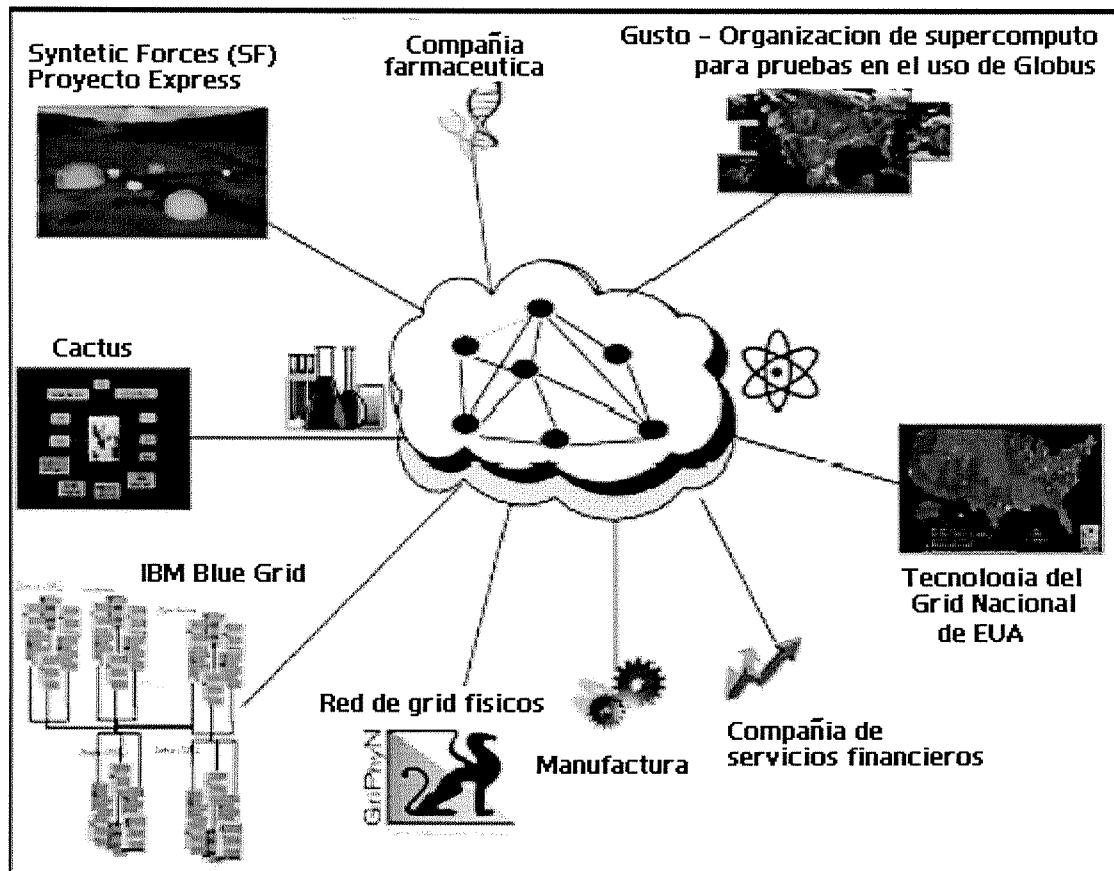 Syntetic Forces (SF)
Proyecto Express
Compañia
farmaceutica
Gusto - Organizacion de supercomputo
para pruebas en el uso de Globus
Cactus
Tecnologia del
Grid Nacional
de EUA
IBM Blue Grid
Red de grid fisicos
GriPhyN
Manufactura
Compañia de
servicios financieros